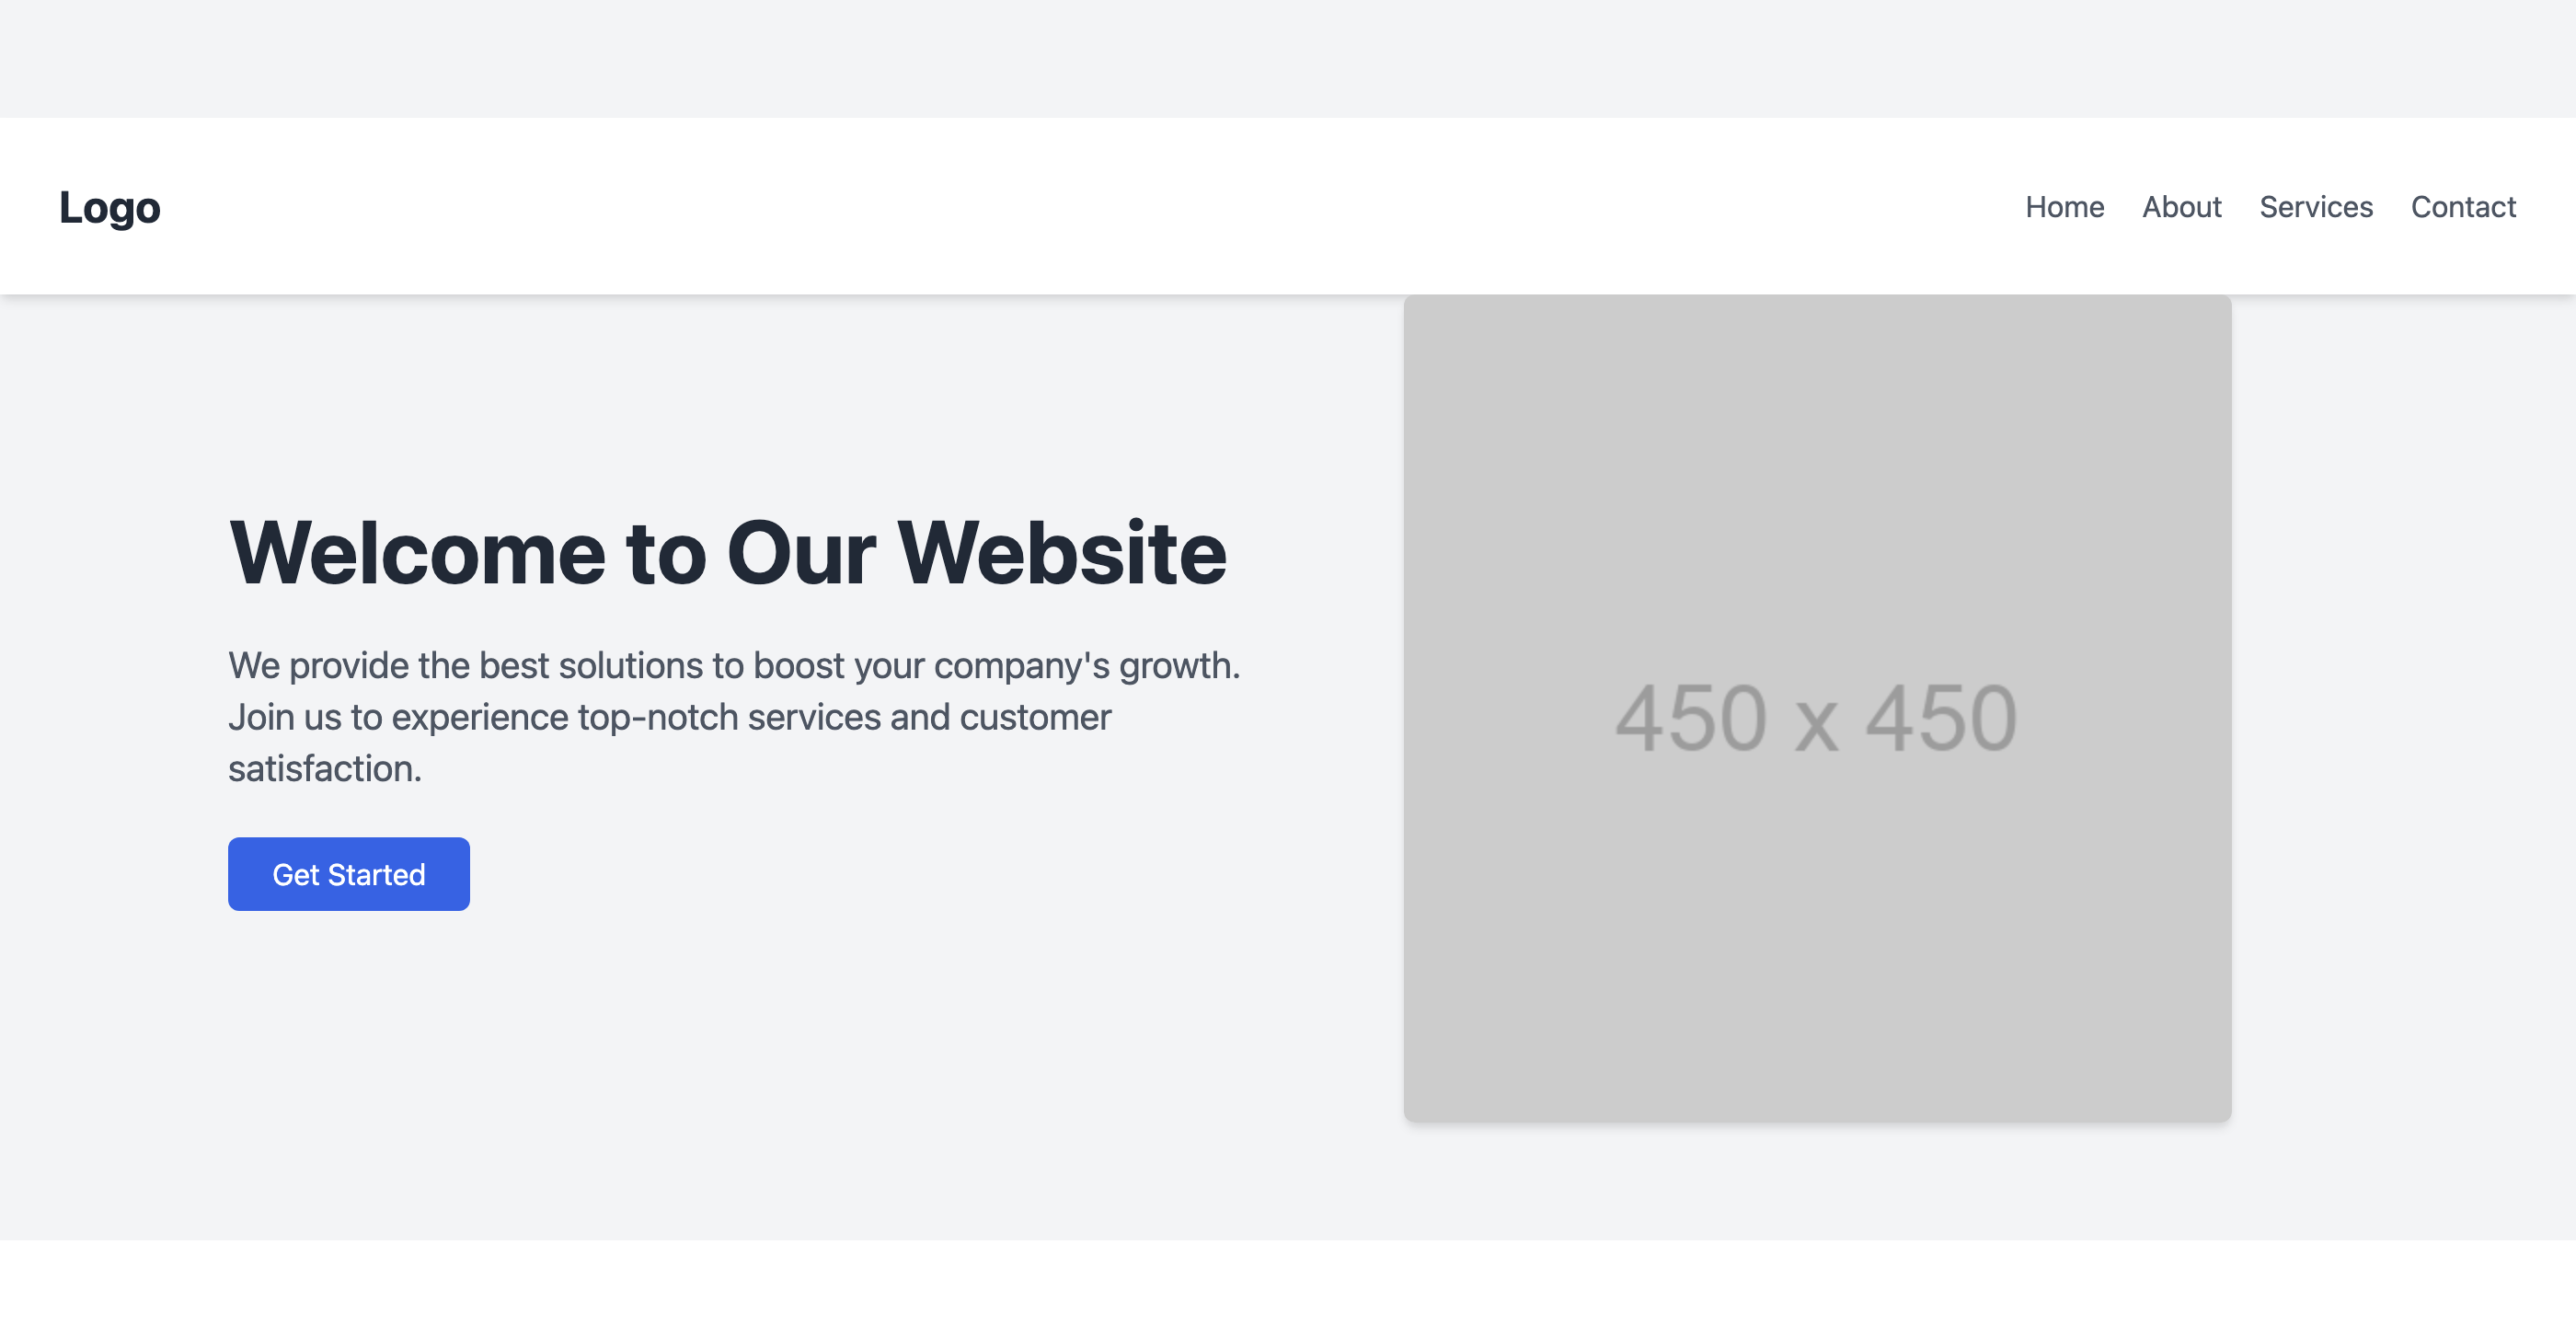 Logo
Home About Services Contact
Welcome to Our Website
We provide the best solutions to boost your company's growth.
Join us to experience top-notch services and customer
satisfaction.
Get Started
450 x 450